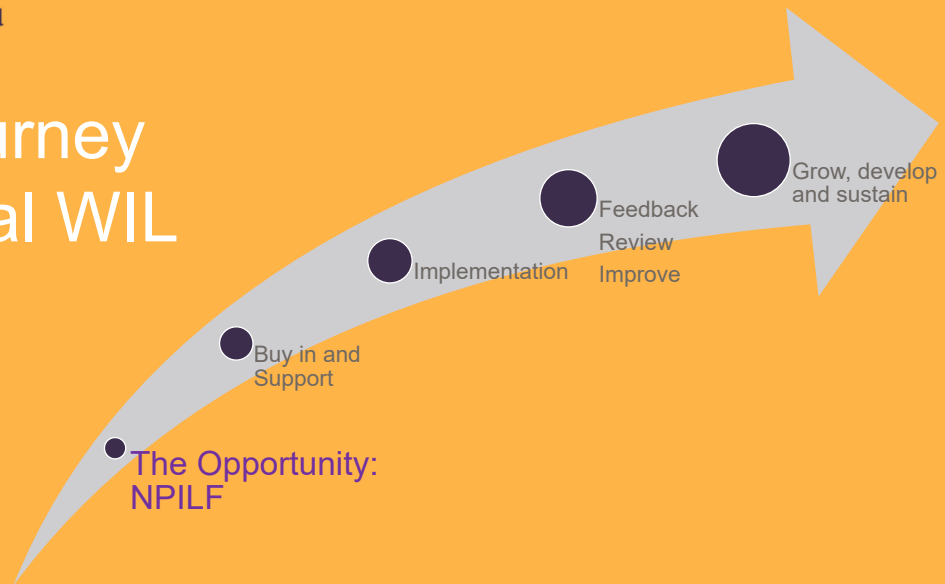 urney
al WIL
Grow, develop
and sustain
Feedback
Review
Improve
Implementation
Buy in and
Support
The Opportunity:
NPILF